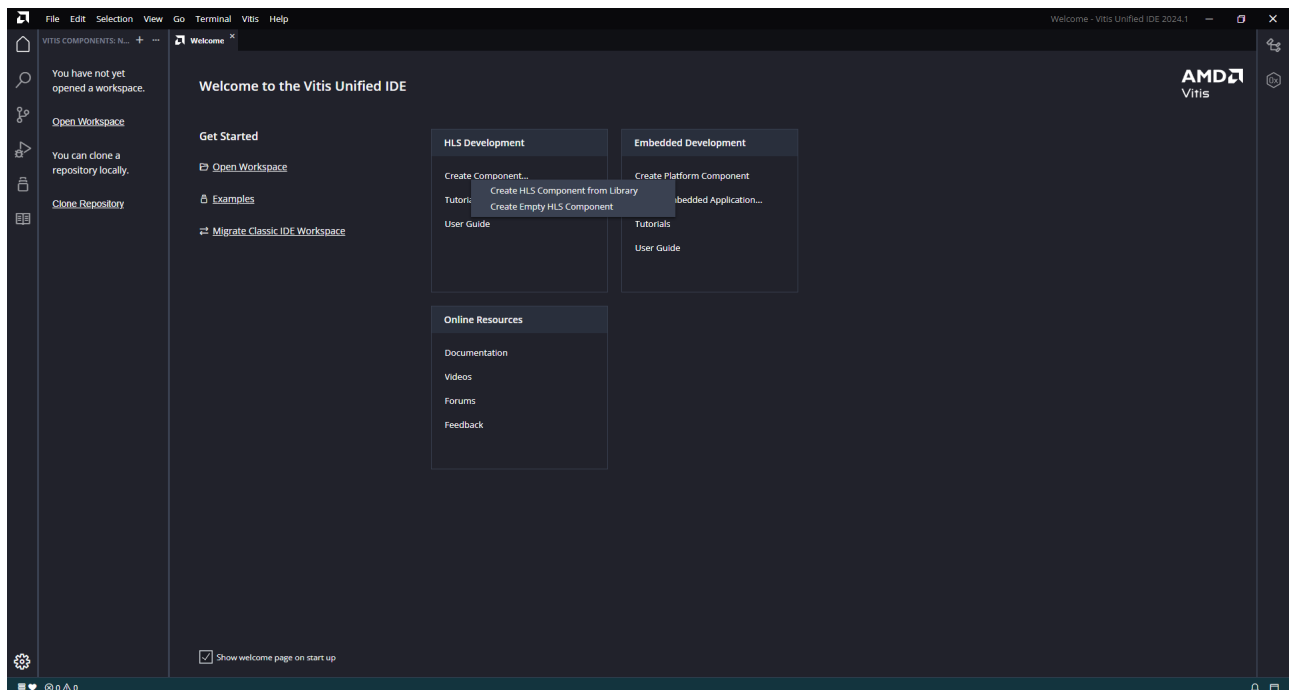 File Edit Selection View Go Terminal Vitis Help
Welcome - Vitis Unified IDE 2024.1
VITIS COMPONENTS: N...
Welcome
You have not yet
opened a workspace.
Open Workspace
You can clone a
repository locally.
Clone Repository
Welcome to the Vitis Unified IDE
AMD
Vitis
Get Started
Open Workspace
Examples
Migrate Classic IDE Workspace
HLS Development
Create Component...
Create HLS Component from Library
Create Empty HLS Component
User Guide
Embedded Development
Create Platform Component
Application...
Tutorials
User Guide
Online Resources
Documentation
Videos
Forums
Feedback
Show welcome page on start up
0 0